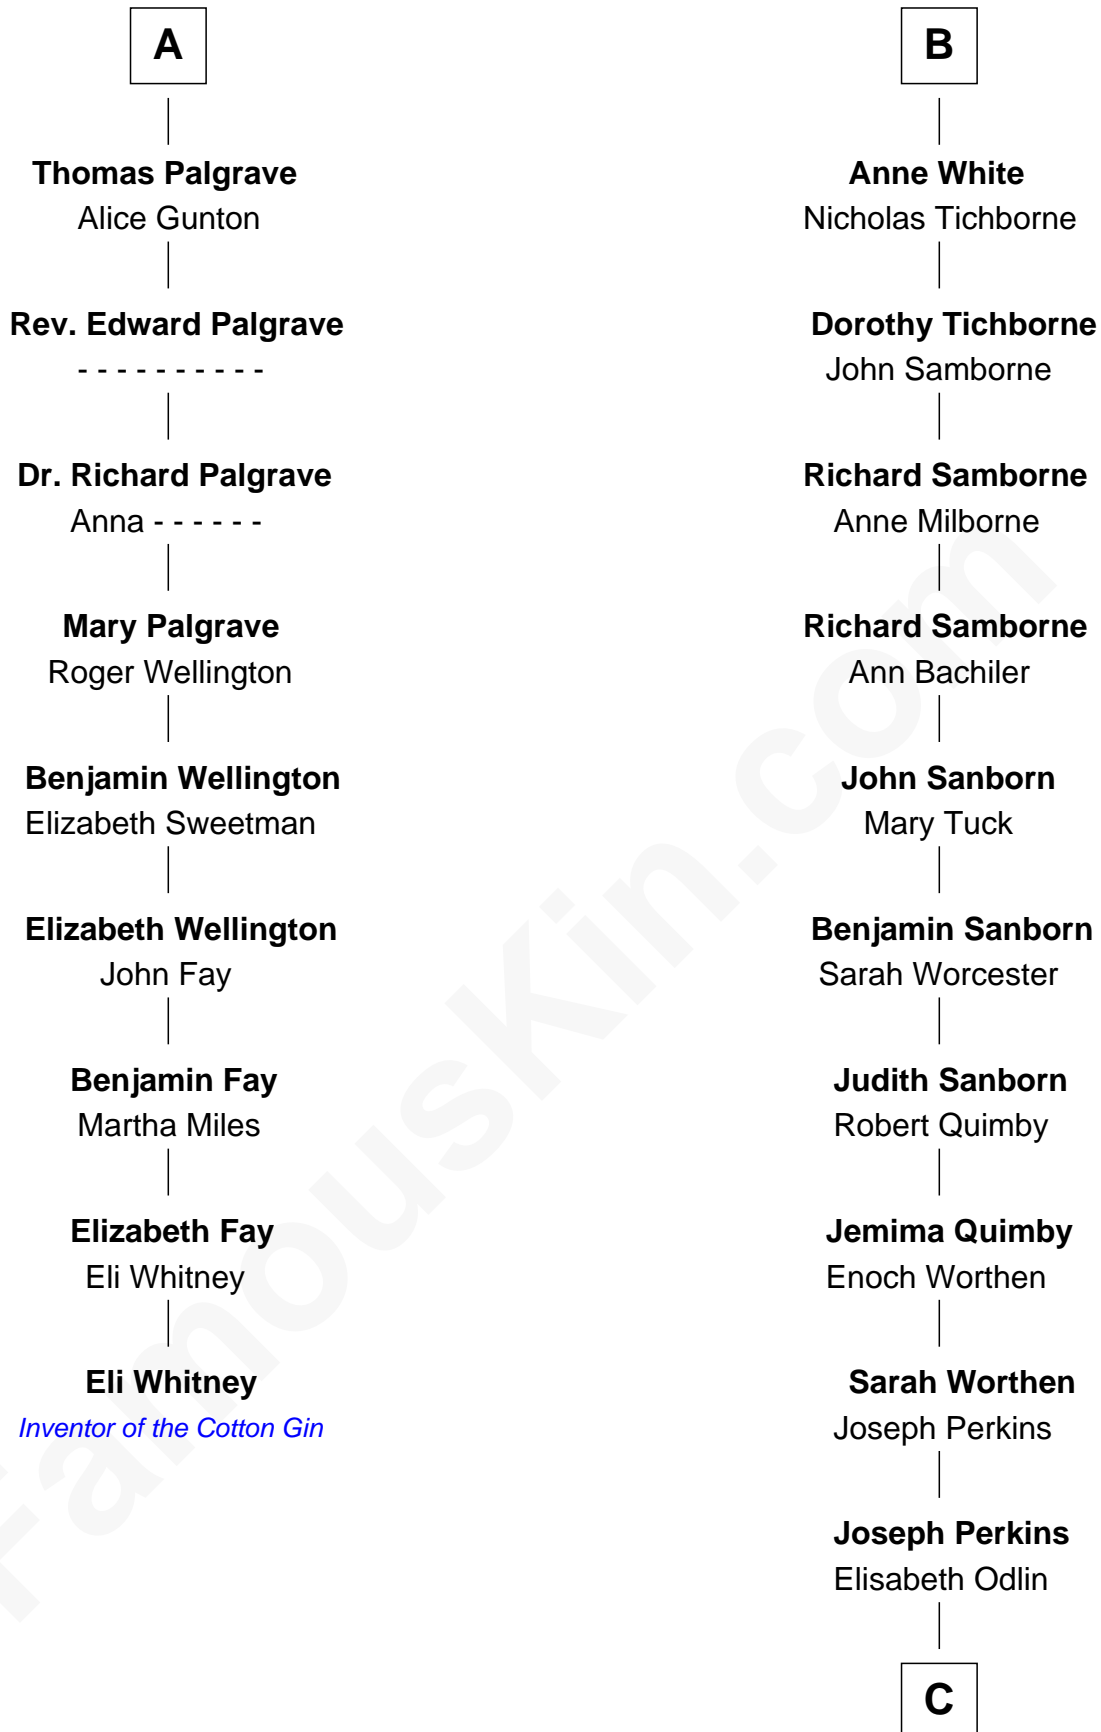 A
Thomas Palgrave
Alice Gunton
Rev. Edward Palgrave
- - - - - - - - - -
Dr. Richard Palgrave
Anna - - - - - -
Mary Palgrave
Roger Wellington
Benjamin Wellington
Elizabeth Sweetman
Elizabeth Wellington
John Fay
Benjamin Fay
Martha Miles
Elizabeth Fay
Eli Whitney
Eli Whitney
Inventor of the Cotton Gin
B
Anne White
Nicholas Tichborne
Dorothy Tichborne
John Samborne
Richard Samborne
Anne Milborne
Richard Samborne
Ann Bachiler
John Sanborn
Mary Tuck
Benjamin Sanborn
Sarah Worcester
Judith Sanborn
Robert Quimby
Jemima Quimby
Enoch Worthen
Sarah Worthen
Joseph Perkins
Joseph Perkins
Elisabeth Odlin
C
FamousKin.com